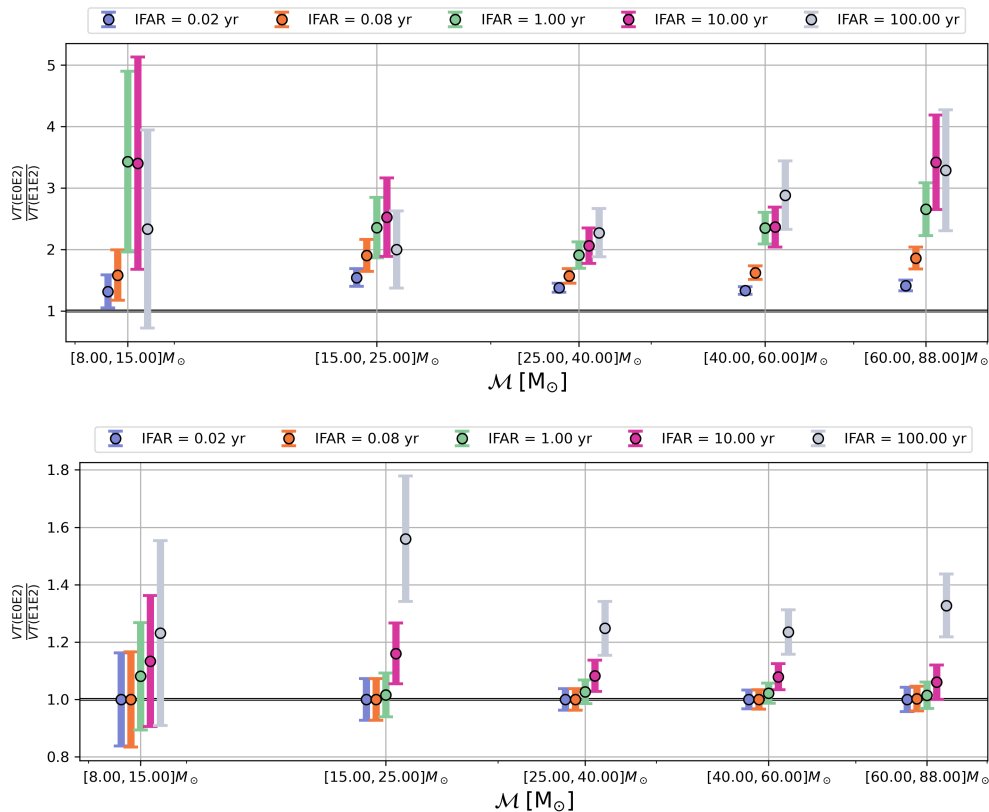 IFAR = 0.02 yr IFAR = 0.08 yr IFAR = 1.00 yr IFAR = 10.00 yr IFAR = 100.00 yr
5
4
3
2
1
VT(E0E2)
VT(E1E2)
[8.00, 15.00]M⊙ [15.00, 25.00]M⊙ [25.00, 40.00]M⊙ [40.00, 60.00]M⊙ [60.00, 88.00]M⊙
ℳ [M⊙]
IFAR = 0.02 yr IFAR = 0.08 yr IFAR = 1.00 yr IFAR = 10.00 yr IFAR = 100.00 yr
1.8
1.6
1.4
1.2
1.0
0.8
VT(E0E2)
VT(E1E2)
[8.00, 15.00]M⊙ [15.00, 25.00]M⊙ [25.00, 40.00]M⊙ [40.00, 60.00]M⊙ [60.00, 88.00]M⊙
ℳ [M⊙]